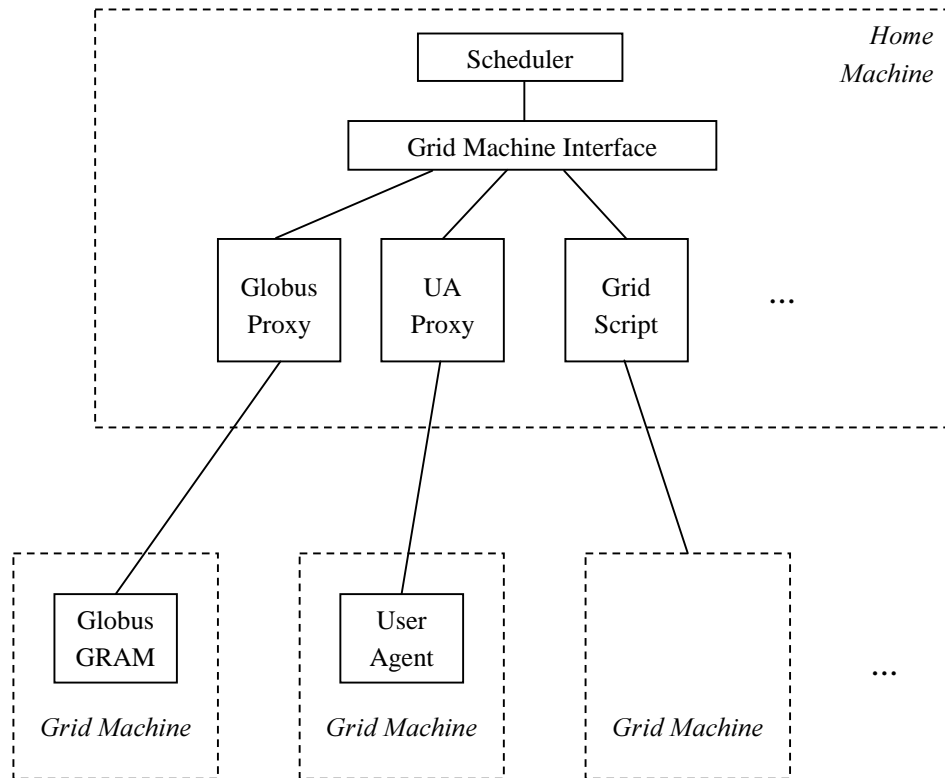 Home
Machine
Scheduler
Grid Machine Interface
Globus
Proxy
UA
Proxy
Grid
Script
...
Globus
GRAM
User
Agent
...
Grid Machine
Grid Machine
Grid Machine